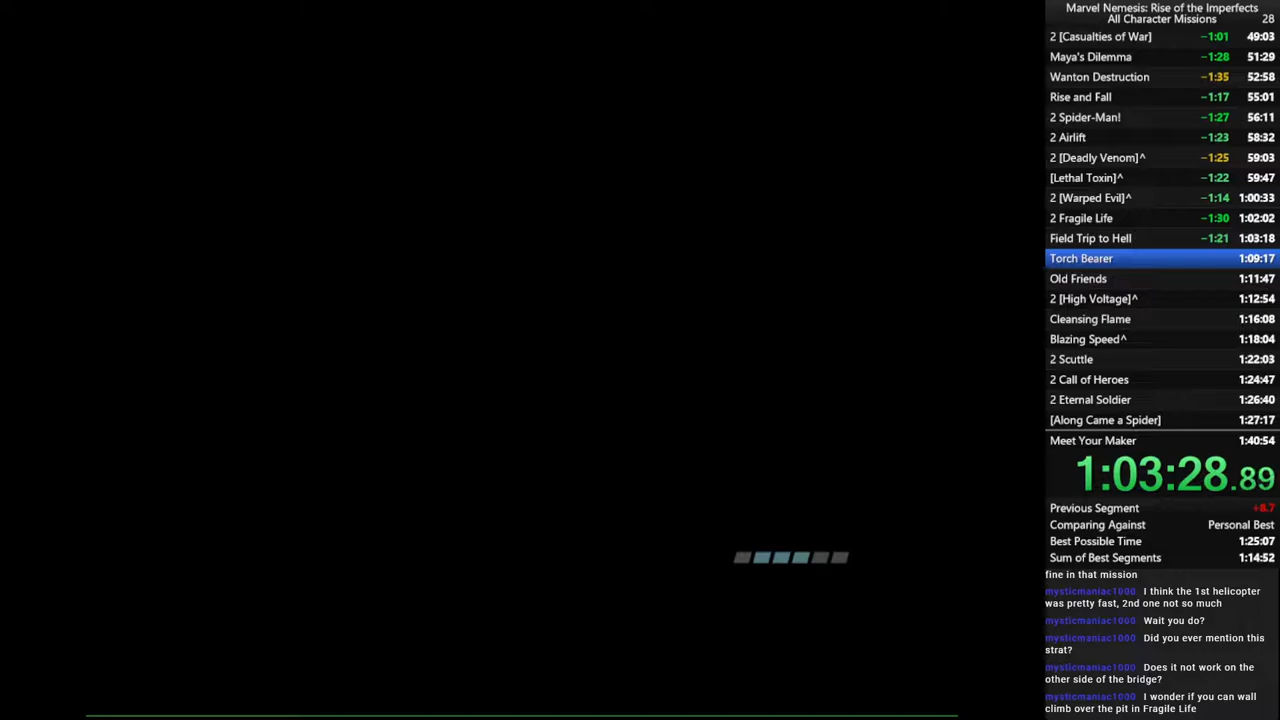 Marvel Nemesis: Rise of the Imperfects
All Character Missions 28
2 [Casualties of War] −1:01 49:03
Maya's Dilemma −1:28 51:29
Wanton Destruction −1:35 52:58
Rise and Fall −1:17 55:01
2 Spider-Man! −1:27 56:11
2 Airlift −1:23 58:32
2 [Deadly Venom]^ −1:25 59:03
[Lethal Toxin]^ −1:22 59:47
2 [Warped Evil]^ −1:14 1:00:33
2 Fragile Life −1:30 1:02:02
Field Trip to Hell −1:21 1:03:18
Torch Bearer 1:09:17
Old Friends 1:11:47
2 [High Voltage]^ 1:12:54
Cleansing Flame 1:16:08
Blazing Speed^ 1:18:04
2 Scuttle 1:22:03
2 Call of Heroes 1:24:47
2 Eternal Soldier 1:26:40
[Along Came a Spider] 1:27:17
Meet Your Maker 1:40:54
1:03:28.89
Previous Segment +8.7
Comparing Against Personal Best
Best Possible Time 1:25:07
Sum of Best Segments 1:14:52
fine in that mission
mysticmaniac1000 I think the 1st helicopter
was pretty fast, 2nd one not so much
mysticmaniac1000 Wait you do?
mysticmaniac1000 Did you ever mention this
strat?
mysticmaniac1000 Does it not work on the
other side of the bridge?
mysticmaniac1000 I wonder if you can wall
climb over the pit in Fragile Life